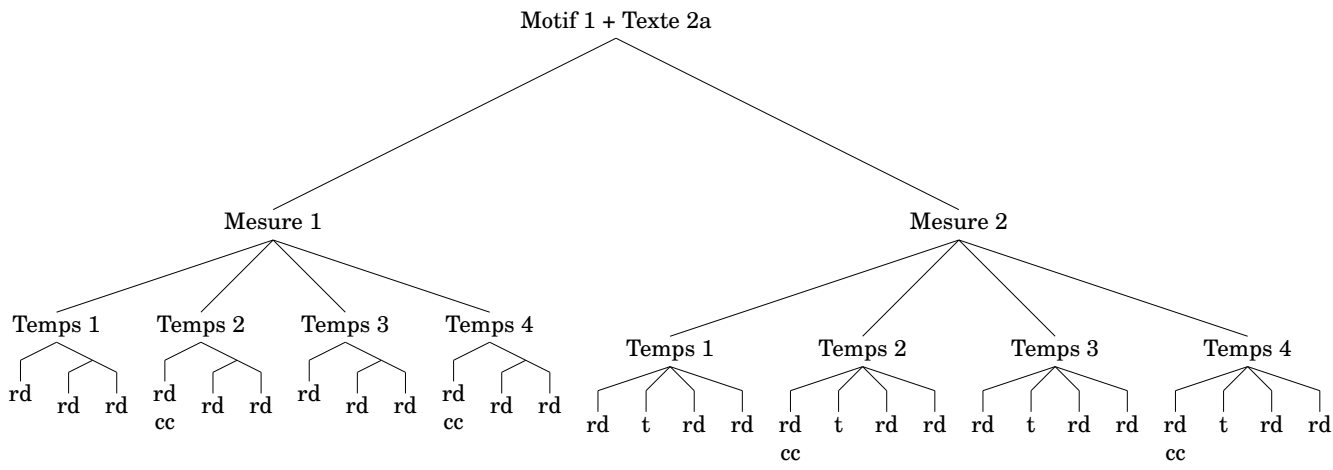 Motif 1 + Texte 2a
Mesure 1 Mesure 2
Temps 1 Temps 2 Temps 3 Temps 4
Temps 1 Temps 2 Temps 3 Temps 4
rd rd rd rd rd rd rd rd rd rd rd rd
cc cc
rd t rd rd rd t rd rd rd t rd rd rd t rd rd
cc cc